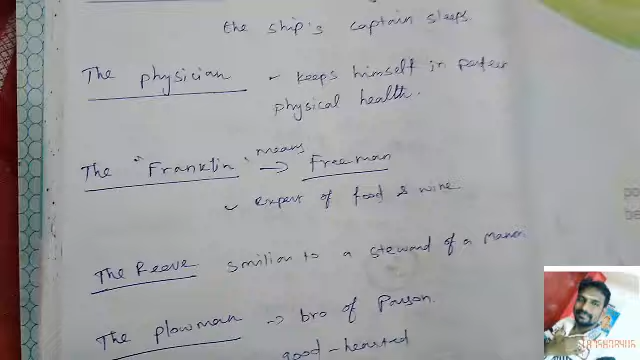 the ship's captain sleeps.
The physician - keeps himself in perfect
physical health.
The "Franklin" means → Freeman
expert of food & wine
The Reeve similian to a steward of a manor
The plowman → bro of Parson.
good-hearted